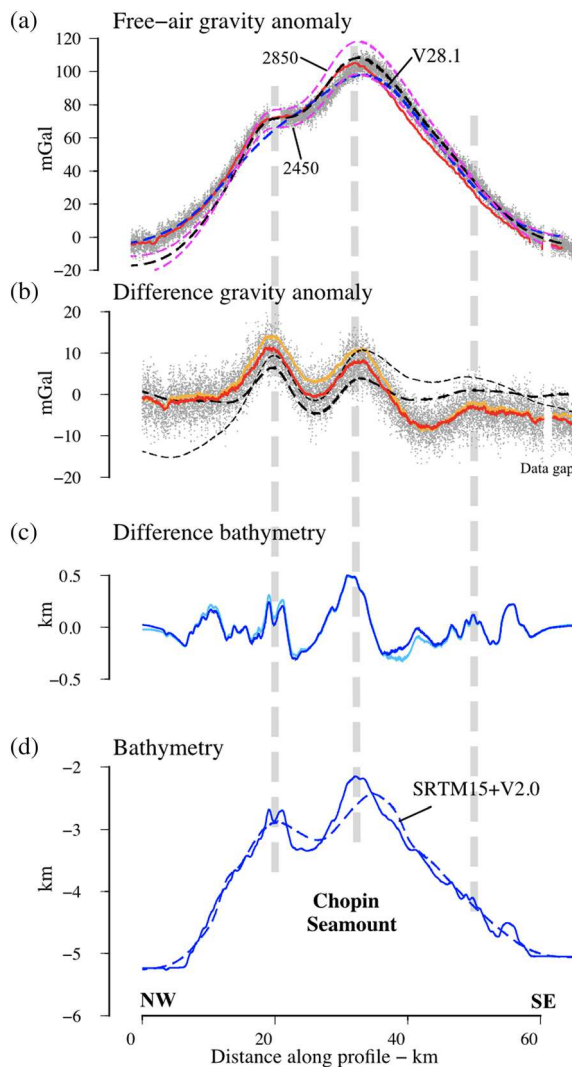 (a) Free−air gravity anomaly
120
100
80
60
40
20
0
−20
mGal
2850
V28.1
2450
(b) Difference gravity anomaly
20
10
0
−10
−20
mGal
Data gap
(c) Difference bathymetry
0.5
0.0
−0.5
km
(d) Bathymetry
−2
−3
−4
−5
−6
km
SRTM15+V2.0
Chopin
Seamount
NW SE
0 20 40 60
Distance along profile − km